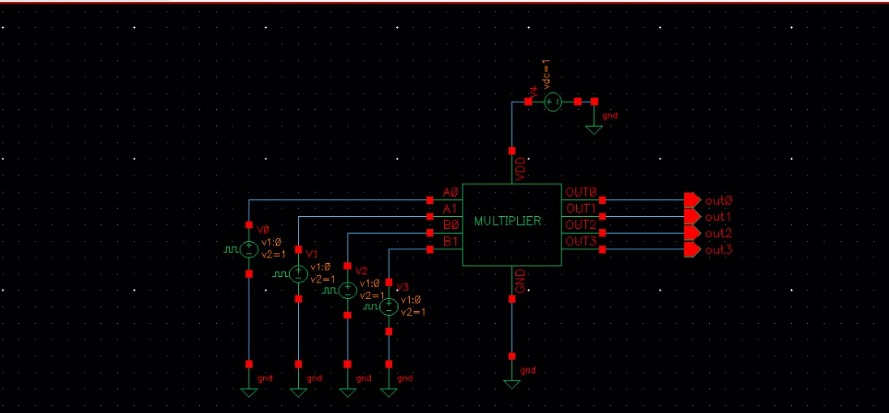 vdc=1
V4
gnd
VDD
A0
A1
B0
B1
MULTIPLIER
OUT0
OUT1
OUT2
OUT3
out0
out1
out2
out3
GND
gnd
V0
v1:0
v2=1
V1
v1:0
v2=1
V2
v1:0
v2=1
V3
v1:0
v2=1
gnd
gnd
gnd
gnd